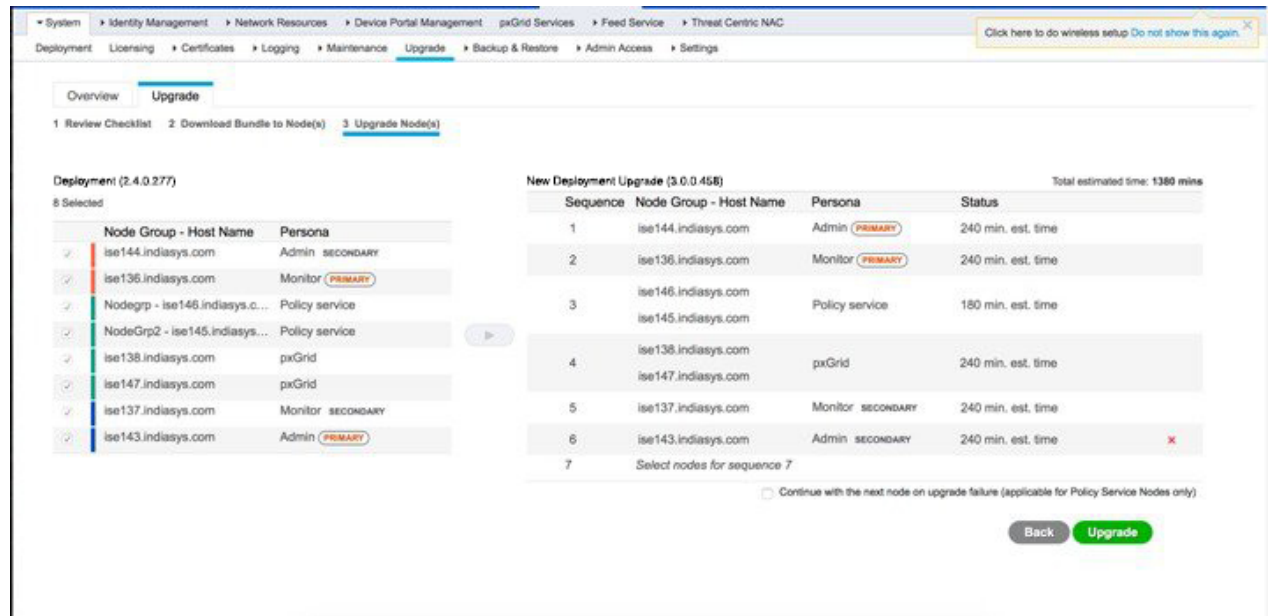 System Identity Management Network Resources Device Portal Management pxGrid Services Feed Service Threat Centric NAC
Click here to do wireless setup Do not show this again.
Deployment Licensing Certificates Logging Maintenance Upgrade Backup & Restore Admin Access Settings
Overview Upgrade
1 Review Checklist 2 Download Bundle to Node(s) 3 Upgrade Node(s)
Deployment (2.4.0.277)
8 Selected
Node Group - Host Name Persona
ise144.indiasys.com Admin SECONDARY
ise136.indiasys.com Monitor PRIMARY
Nodegrp - ise146.indiasys.c... Policy service
NodeGrp2 - ise145.indiasys... Policy service
ise138.indiasys.com pxGrid
ise147.indiasys.com pxGrid
ise137.indiasys.com Monitor SECONDARY
ise143.indiasys.com Admin PRIMARY
New Deployment Upgrade (3.0.0.458) Total estimated time: 1380 mins
Sequence Node Group - Host Name Persona Status
1 ise144.indiasys.com Admin PRIMARY 240 min. est. time
2 ise136.indiasys.com Monitor PRIMARY 240 min. est. time
ise146.indiasys.com
3 Policy service 180 min. est. time
ise145.indiasys.com
ise138.indiasys.com
4 pxGrid 240 min. est. time
ise147.indiasys.com
5 ise137.indiasys.com Monitor SECONDARY 240 min. est. time
6 ise143.indiasys.com Admin SECONDARY 240 min. est. time
7 Select nodes for sequence 7
Continue with the next node on upgrade failure (applicable for Policy Service Nodes only)
Back Upgrade